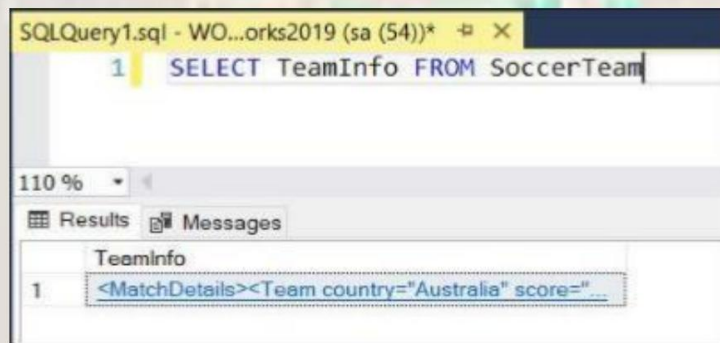 SQLQuery1.sql - WO...orks2019 (sa (54))*
1 SELECT TeamInfo FROM SoccerTeam
110 %
Results Messages
TeamInfo
1 <MatchDetails><Team country="Australia" score="...